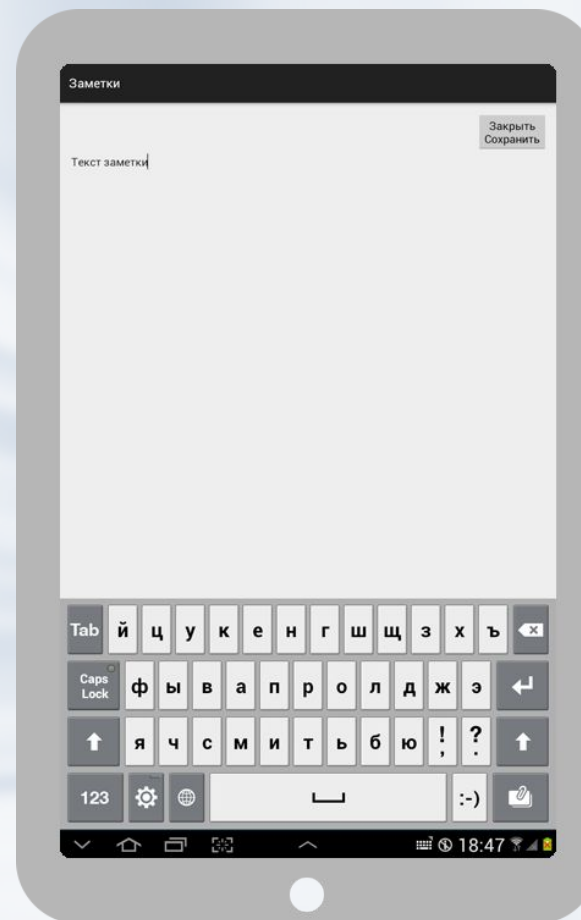 Заметки
Закрыть
Сохранить
Текст заметки
Tab й ц у к е н г ш щ з х ъ
Caps Lock ф ы в а п р о л д ж э
я ч с м и т ь б ю ! , ? .
123 :-)
18:47